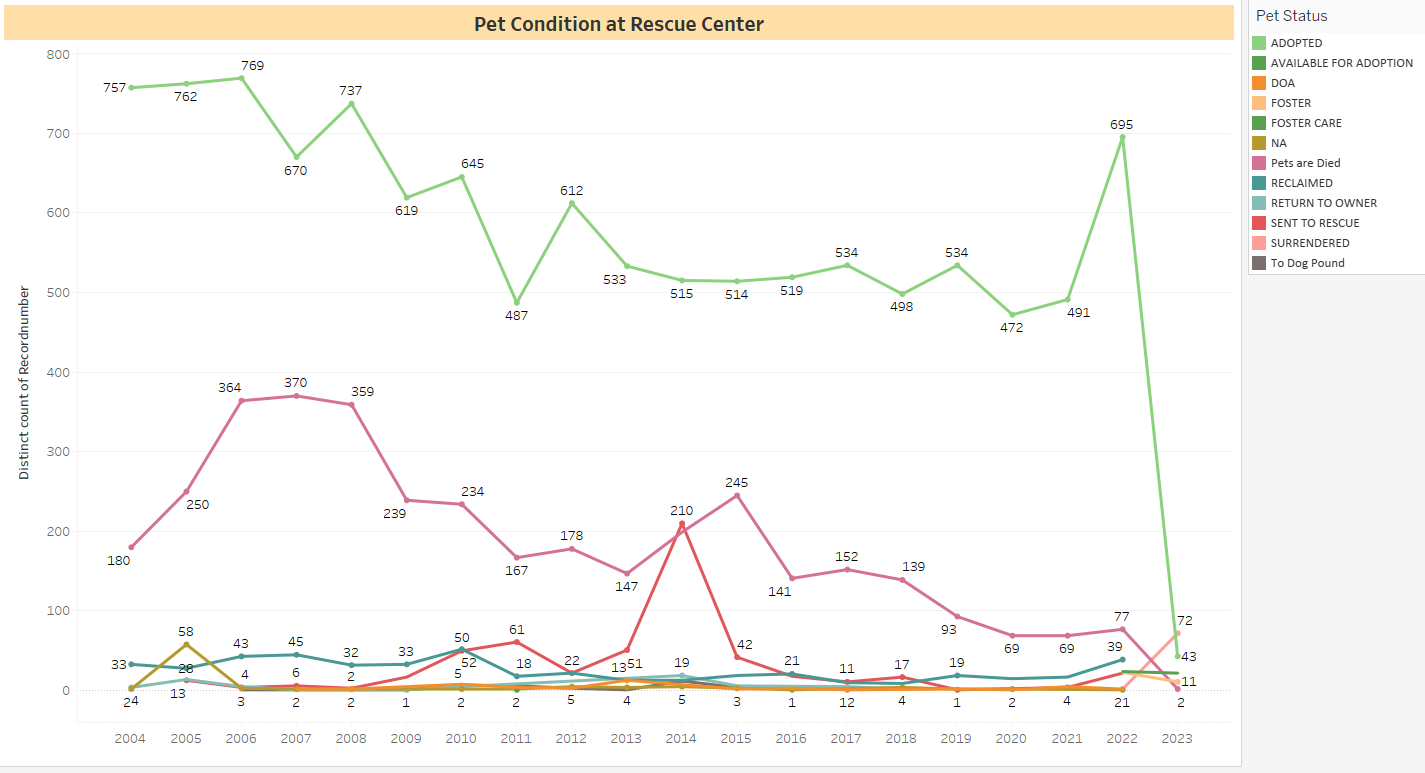 Pet Condition at Rescue Center
Pet Status
ADOPTED
AVAILABLE FOR ADOPTION
DOA
FOSTER
FOSTER CARE
NA
Pets are Died
RECLAIMED
RETURN TO OWNER
SENT TO RESCUE
SURRENDERED
To Dog Pound
Distinct count of Recordnumber
800
700
600
500
400
300
200
100
0
757 762 769 670 737 619 645 487 612 533 515 514 519 534 498 534 472 491 695 43
180 250 364 370 359 239 234 167 178 147 210 245 141 152 139 93 69 69 77 72
33 58 43 45 32 33 50 61 22 51 19 42 21 11 17 19 39
28 4 6 2 52 18 13 11
13 5
24 3 2 2 1 2 2 5 4 5 3 1 12 4 1 2 4 21 2
2004 2005 2006 2007 2008 2009 2010 2011 2012 2013 2014 2015 2016 2017 2018 2019 2020 2021 2022 2023